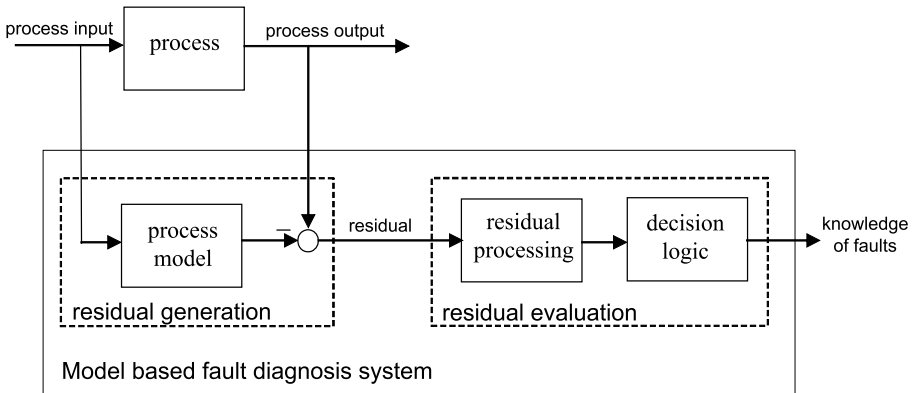 process input
process
process output
process
model
–
residual
residual
processing
decision
logic
knowledge
of faults
residual generation
residual evaluation
Model based fault diagnosis system